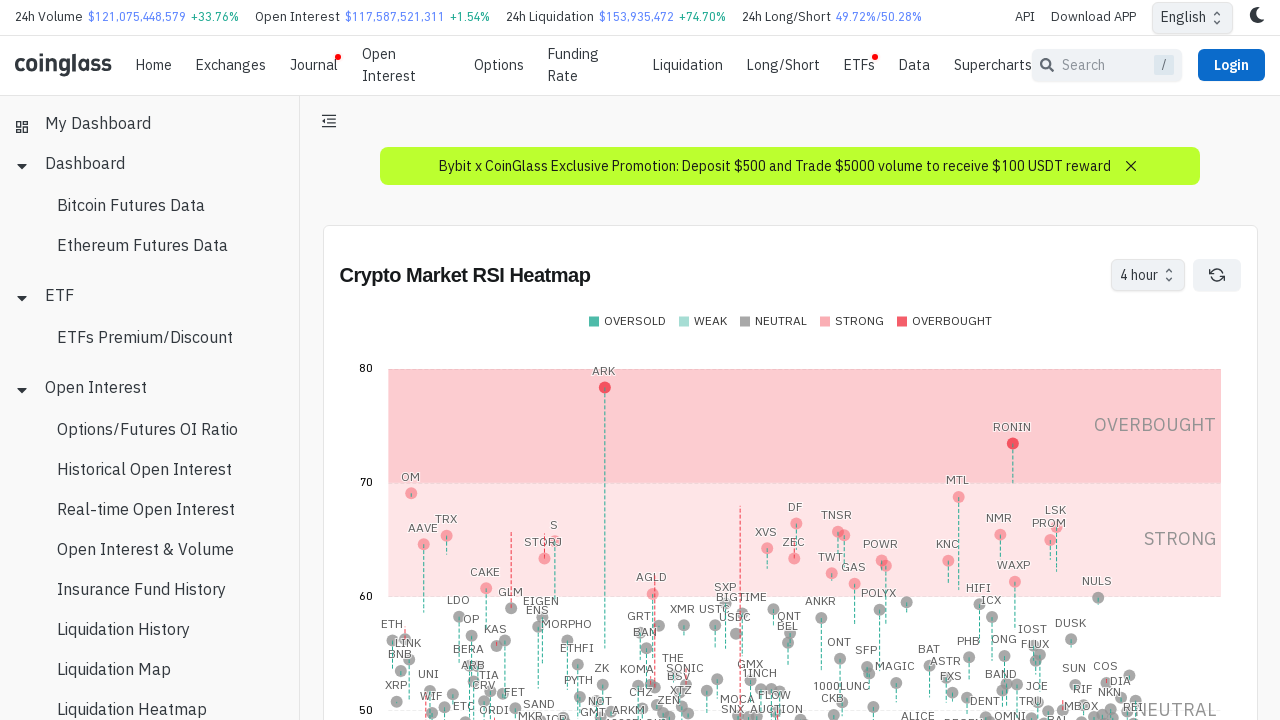 24h Volume $121,075,448,579 +33.76% Open Interest $117,587,521,311 +1.54% 24h Liquidation $153,935,472 +74.70% 24h Long/Short 49.72%/50.28% API Download APP English
coinglass Home Exchanges Journal Open Interest Options Funding Rate Liquidation Long/Short ETFs Data Supercharts Search / Login
My Dashboard
Dashboard
Bitcoin Futures Data
Ethereum Futures Data
ETF
ETFs Premium/Discount
Open Interest
Options/Futures OI Ratio
Historical Open Interest
Real-time Open Interest
Open Interest & Volume
Insurance Fund History
Liquidation History
Liquidation Map
Liquidation Heatmap
Bybit x CoinGlass Exclusive Promotion: Deposit $500 and Trade $5000 volume to receive $100 USDT reward
Crypto Market RSI Heatmap 4 hour
OVERSOLD WEAK NEUTRAL STRONG OVERBOUGHT
80
ARK
OVERBOUGHT
RONIN
70
OM MTL
DF LSK
AAVE TRX S TNSR NMR PROM
STORJ XVS ZEC POWR KNC STRONG
CAKE AGLD TWT GAS WAXP NULS
60
GLM SXP POLYX HIFI
LDO EIGEN BIGTIME ANKR ICX
ENS GRT XMR USTC USDC ONT
ETH OP KAS MORPHO BAN BEL IOST DUSK
LINK BERA ETHFI ONT SFP BAT PHB ONG FLUX
BNB ARB THE GMX MAGIC ASTR SUN COS
UNI TIA PYTH ZK KOMA SONIC 1INCH FXS BAND DIA
XRP WIF CRV FET CHZ DSV XTZ 1000LUNC JOE RIF NKN
ETC ORDI SAND NOT ARKM ZEN MOCA FLOW CKB DENT TRU MBOX REI
50
GMT SNX AUCTION ALICE OMNI NEUTRAL